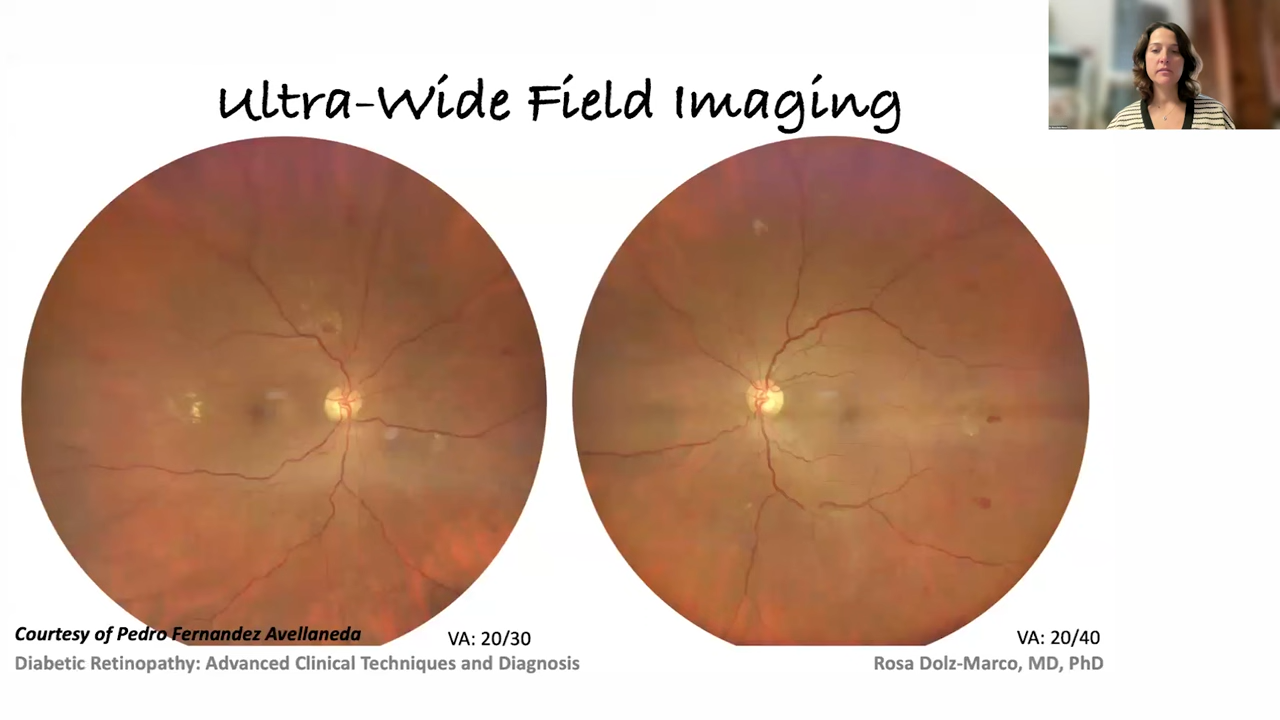 Ultra-Wide Field Imaging
Courtesy of Pedro Fernandez Avellaneda
VA: 20/30
VA: 20/40
Diabetic Retinopathy: Advanced Clinical Techniques and Diagnosis
Rosa Dolz-Marco, MD, PhD